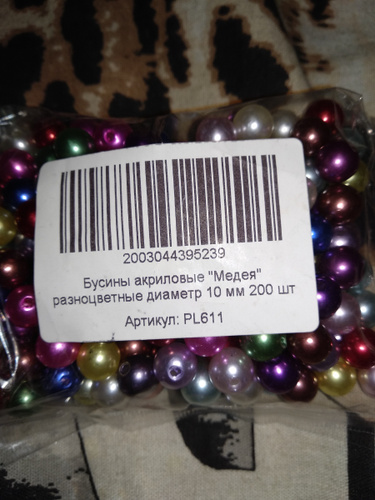 2003044395239
Бусины акриловые "Медея"
разноцветные диаметр 10 мм 200 шт
Артикул: PL611